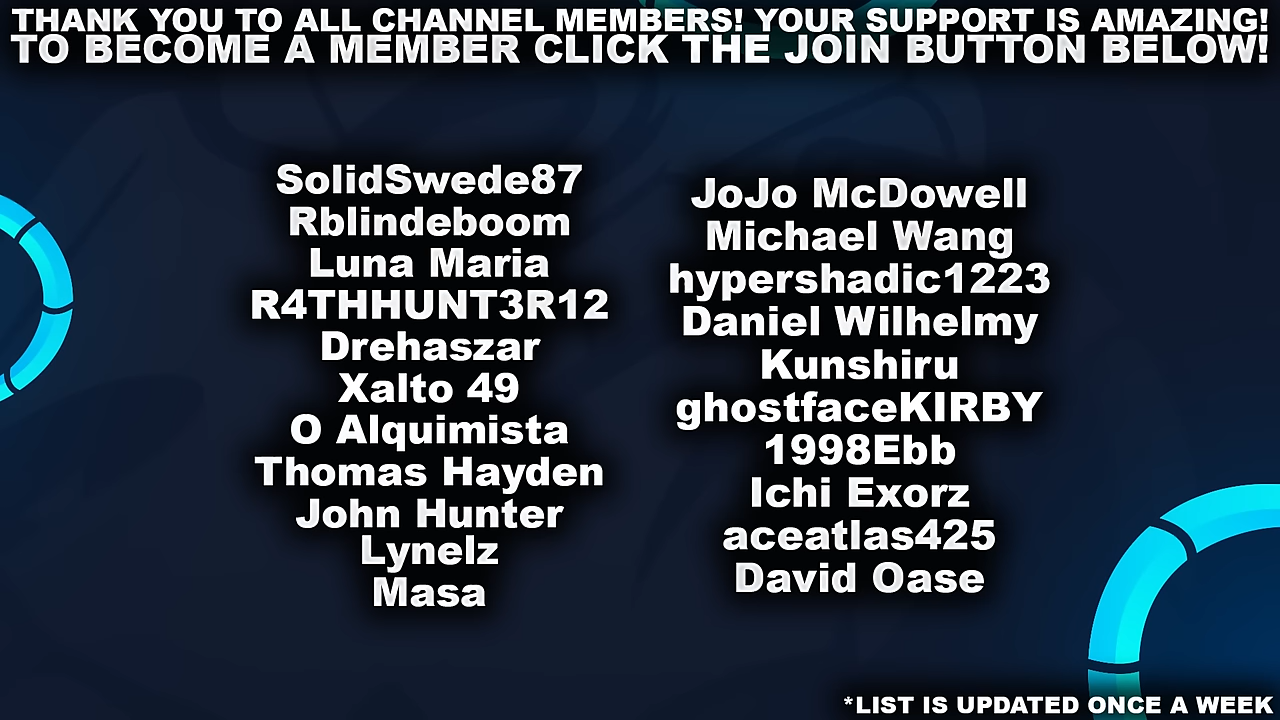 THANK YOU TO ALL CHANNEL MEMBERS! YOUR SUPPORT IS AMAZING!
TO BECOME A MEMBER CLICK THE JOIN BUTTON BELOW!
SolidSwede87
Rblindeboom
Luna Maria
R4THHUNT3R12
Drehaszar
Xalto 49
O Alquimista
Thomas Hayden
John Hunter
Lynelz
Masa
JoJo McDowell
Michael Wang
hypershadic1223
Daniel Wilhelmy
Kunshiru
ghostfaceKIRBY
1998Ebb
Ichi Exorz
aceatlas425
David Oase
*LIST IS UPDATED ONCE A WEEK